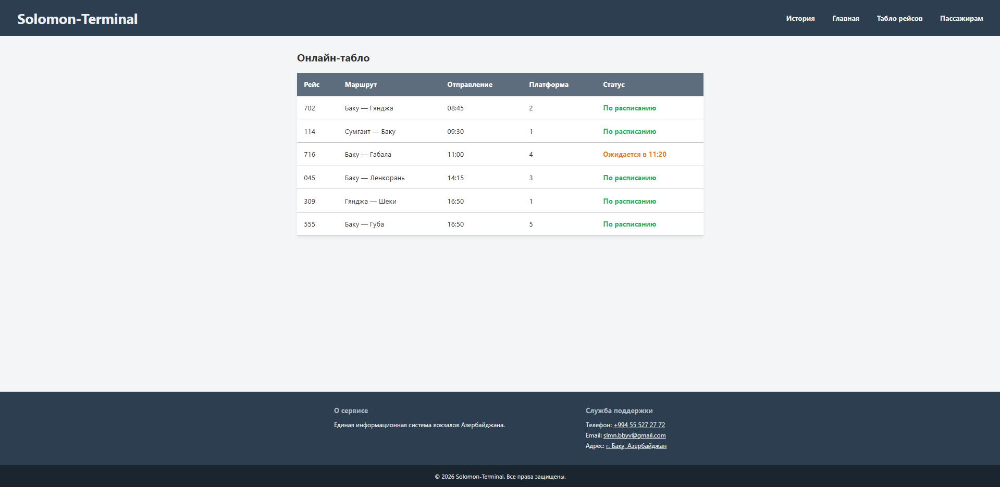 Solomon-Terminal
История Главная Табло рейсов Пассажирам
Онлайн-табло
Рейс Маршрут Отправление Платформа Статус
702 Баку — Гянджа 08:45 2 По расписанию
114 Сумгаит — Баку 09:30 1 По расписанию
716 Баку — Габала 11:00 4 Ожидается в 11:20
045 Баку — Ленкорань 14:15 3 По расписанию
309 Гянджа — Шеки 16:50 1 По расписанию
555 Баку — Губа 16:50 5 По расписанию
О сервисе
Единая информационная система вокзалов Азербайджана.
Служба поддержки
Телефон: +994 55 527 27 72
Email: slmn.bbyv@gmail.com
Адрес: г. Баку, Азербайджан
© 2026 Solomon-Terminal. Все права защищены.